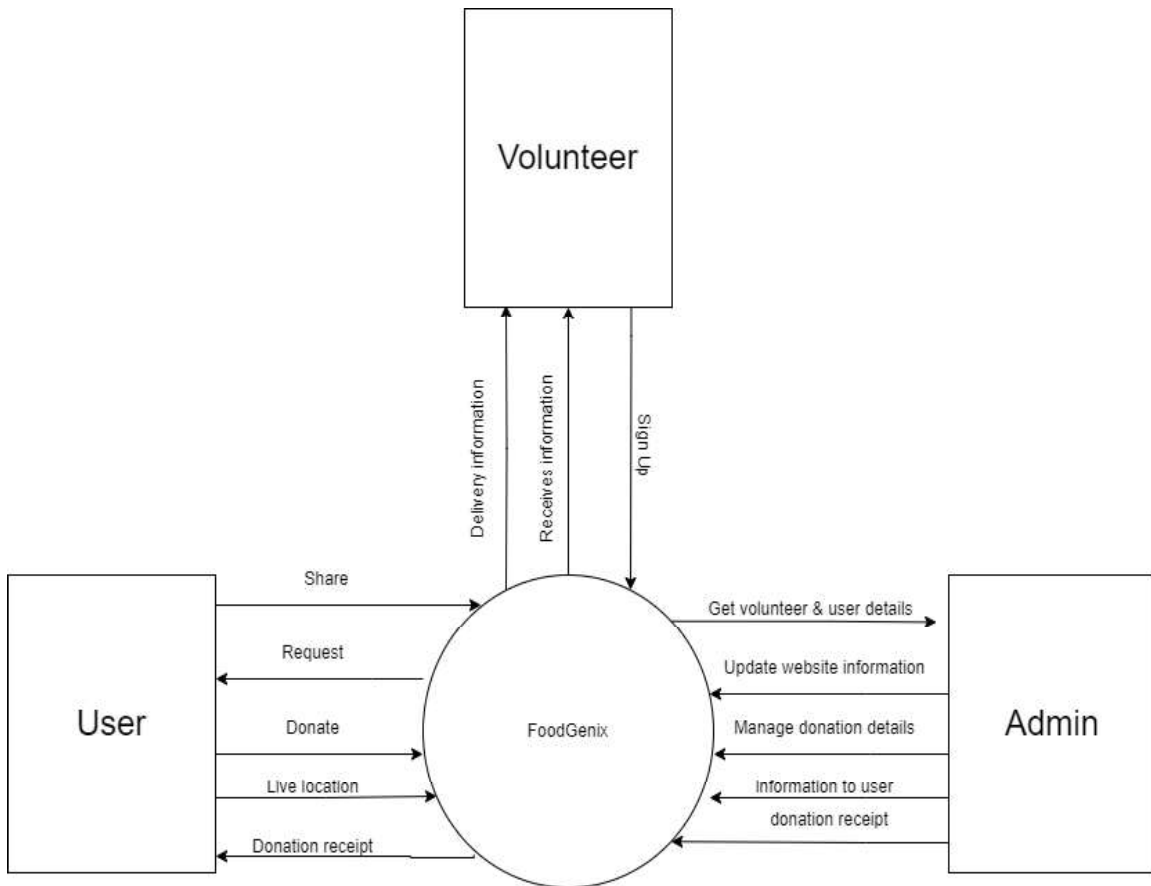 Volunteer
Delivery information
Receives information
Sign Up
Share
Request
Donate
Live location
Donation receipt
User
FoodGenix
Get volunteer & user details
Update website information
Manage donation details
Information to user
donation receipt
Admin